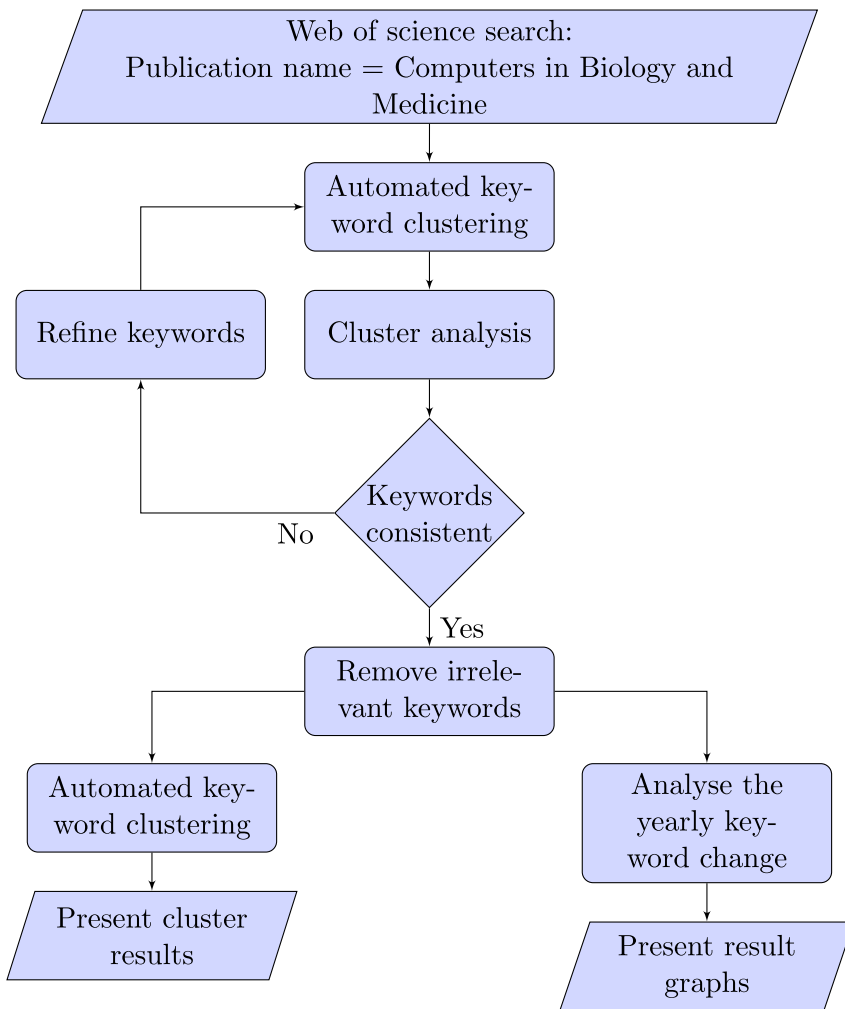 Web of science search:
Publication name = Computers in Biology and
Medicine
Automated key-
word clustering
Refine keywords
Cluster analysis
Keywords
consistent
No
Yes
Remove irrele-
vant keywords
Automated key-
word clustering
Analyse the
yearly key-
word change
Present cluster
results
Present result
graphs